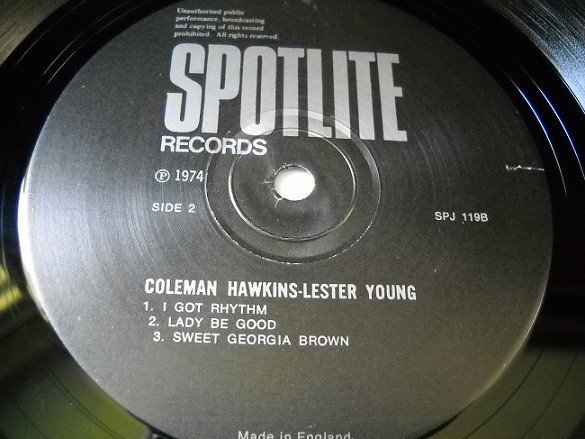 Unauthorised public
performance, broadcasting
and copying of this record
prohibited. All rights reserved.
SPOTLITE
RECORDS
Ⓟ 1974
SIDE 2
SPJ 119B
COLEMAN HAWKINS-LESTER YOUNG
1. I GOT RHYTHM
2. LADY BE GOOD
3. SWEET GEORGIA BROWN
Made in England